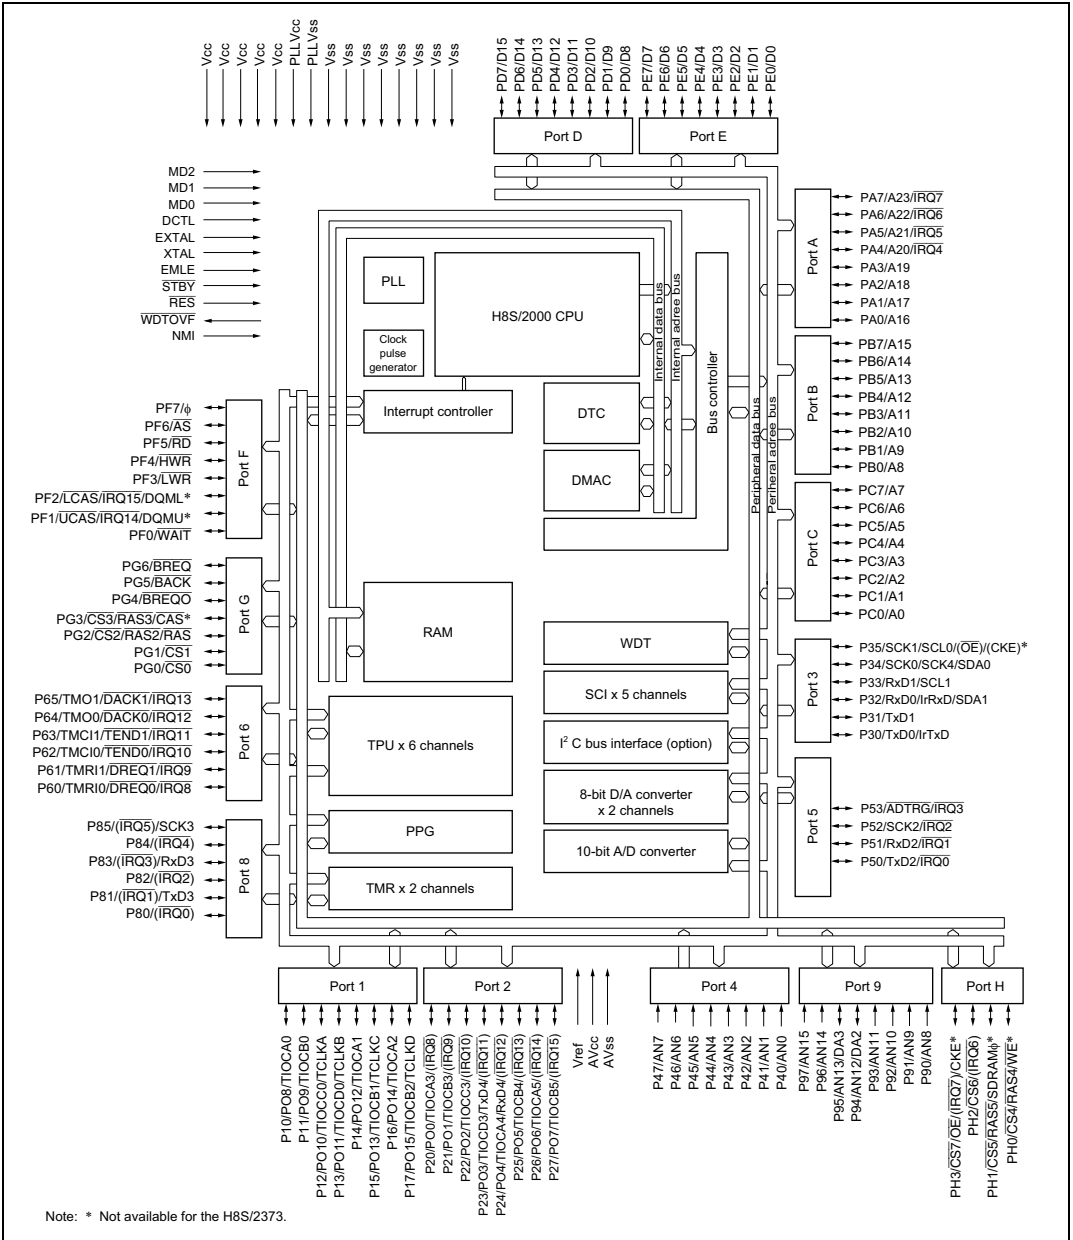 Vcc
Vcc
Vcc
Vcc
Vcc
PLLVcc
PLLVss
Vss
Vss
Vss
Vss
Vss
Vss
Vss
Vss
PD7/D15
PD6/D14
PD5/D13
PD4/D12
PD3/D11
PD2/D10
PD1/D9
PD0/D8
PE7/D7
PE6/D6
PE5/D5
PE4/D4
PE3/D3
PE2/D2
PE1/D1
PE0/D0
Port D
Port E
MD2
MD1
MD0
DCTL
EXTAL
XTAL
EMLE
STBY
RES
WDTOVF
NMI
PLL
Clock
pulse
generator
H8S/2000 CPU
Interrupt controller
DTC
DMAC
Internal data bus
Internal adree bus
Bus controller
Peripheral data bus
Periheral adree bus
Port A
PA7/A23/IRQ7
PA6/A22/IRQ6
PA5/A21/IRQ5
PA4/A20/IRQ4
PA3/A19
PA2/A18
PA1/A17
PA0/A16
Port B
PB7/A15
PB6/A14
PB5/A13
PB4/A12
PB3/A11
PB2/A10
PB1/A9
PB0/A8
Port C
PC7/A7
PC6/A6
PC5/A5
PC4/A4
PC3/A3
PC2/A2
PC1/A1
PC0/A0
PF7/ϕ
PF6/AS
PF5/RD
PF4/HWR
PF3/LWR
PF2/LCAS/IRQ15/DQML*
PF1/UCAS/IRQ14/DQMU*
PF0/WAIT
Port F
PG6/BREQ
PG5/BACK
PG4/BREQO
PG3/CS3/RAS3/CAS*
PG2/CS2/RAS2/RAS
PG1/CS1
PG0/CS0
Port G
RAM
WDT
SCI x 5 channels
I2 C bus interface (option)
8-bit D/A converter
x 2 channels
10-bit A/D converter
Port 3
P35/SCK1/SCL0/(OE)/(CKE)*
P34/SCK0/SCK4/SDA0
P33/RxD1/SCL1
P32/RxD0/IrRxD/SDA1
P31/TxD1
P30/TxD0/IrTxD
P65/TMO1/DACK1/IRQ13
P64/TMO0/DACK0/IRQ12
P63/TMCI1/TEND1/IRQ11
P62/TMCI0/TEND0/IRQ10
P61/TMRI1/DREQ1/IRQ9
P60/TMRI0/DREQ0/IRQ8
Port 6
TPU x 6 channels
PPG
TMR x 2 channels
Port 5
P53/ADTRG/IRQ3
P52/SCK2/IRQ2
P51/RxD2/IRQ1
P50/TxD2/IRQ0
P85/(IRQ5)/SCK3
P84/(IRQ4)
P83/(IRQ3)/RxD3
P82/(IRQ2)
P81/(IRQ1)/TxD3
P80/(IRQ0)
Port 8
Port 1
Port 2
Port 4
Port 9
Port H
P10/PO8/TIOCA0
P11/PO9/TIOCB0
P12/PO10/TIOCC0/TCLKA
P13/PO11/TIOCD0/TCLKB
P14/PO12/TIOCA1
P15/PO13/TIOCB1/TCLKC
P16/PO14/TIOCA2
P17/PO15/TIOCB2/TCLKD
P20/PO0/TIOCA3/(IRQ8)
P21/PO1/TIOCB3/(IRQ9)
P22/PO2/TIOCC3/(IRQ10)
P23/PO3/TIOCD3/TxD4/(IRQ11)
P24/PO4/TIOCA4/RxD4/(IRQ12)
P25/PO5/TIOCB4/(IRQ13)
P26/PO6/TIOCA5/(IRQ14)
P27/PO7/TIOCB5/(IRQ15)
Vref
AVcc
AVss
P47/AN7
P46/AN6
P45/AN5
P44/AN4
P43/AN3
P42/AN2
P41/AN1
P40/AN0
P97/AN15
P96/AN14
P95/AN13/DA3
P94/AN12/DA2
P93/AN11
P92/AN10
P91/AN9
P90/AN8
PH3/CS7/OE/(IRQ7)/CKE*
PH2/CS6/(IRQ6)
PH1/CS5/RAS5/SDRAMϕ*
PH0/CS4/RAS4/WE*
Note: * Not available for the H8S/2373.